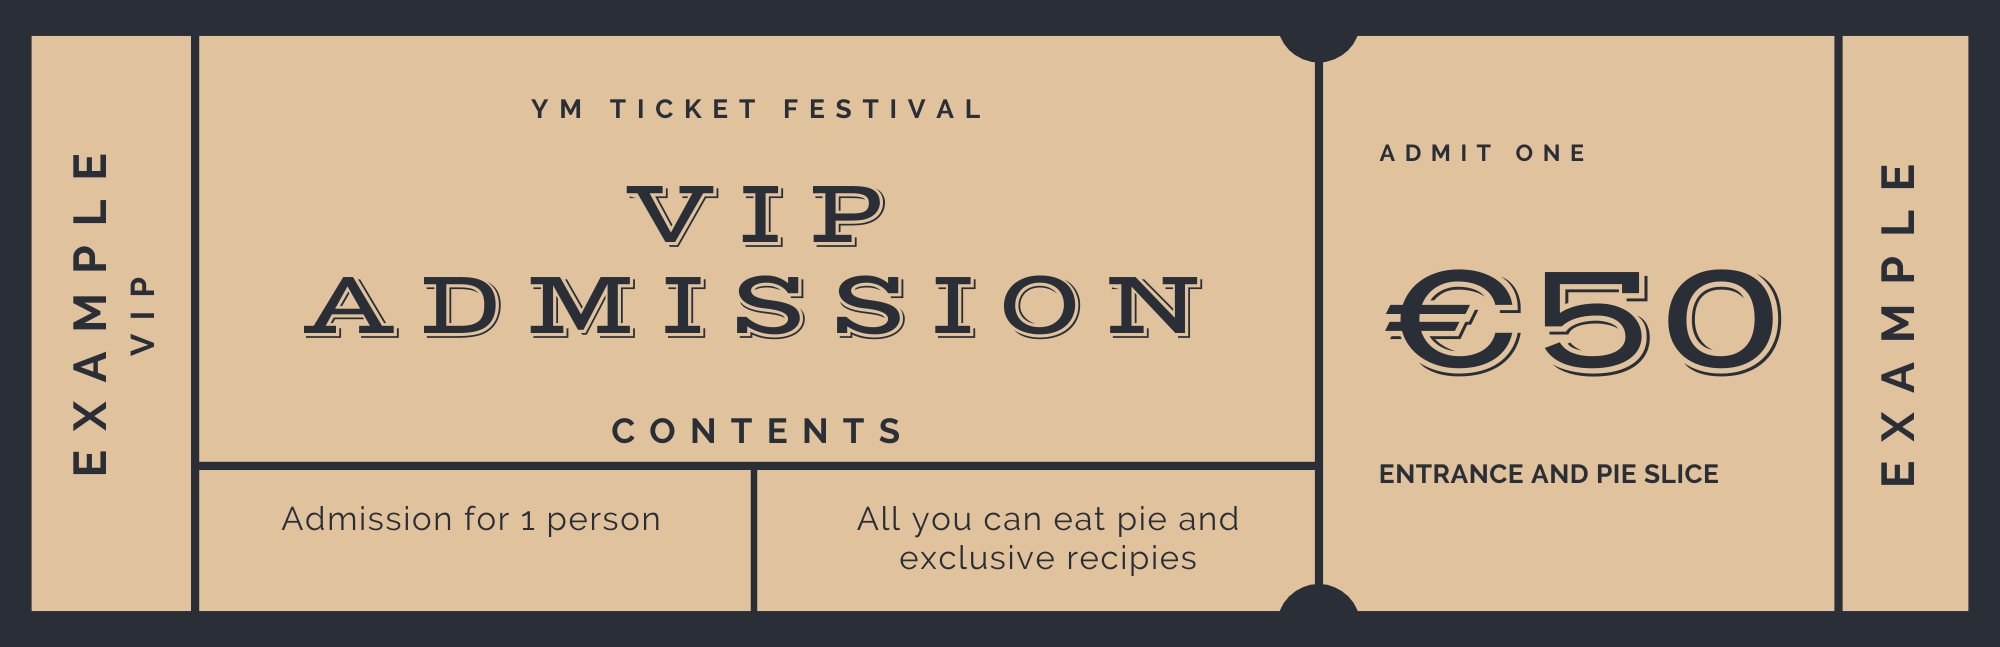 EXAMPLE
VIP
YM TICKET FESTIVAL
VIP
ADMISSION
CONTENTS
Admission for 1 person
All you can eat pie and
exclusive recipies
ADMIT ONE
€50
ENTRANCE AND PIE SLICE
EXAMPLE